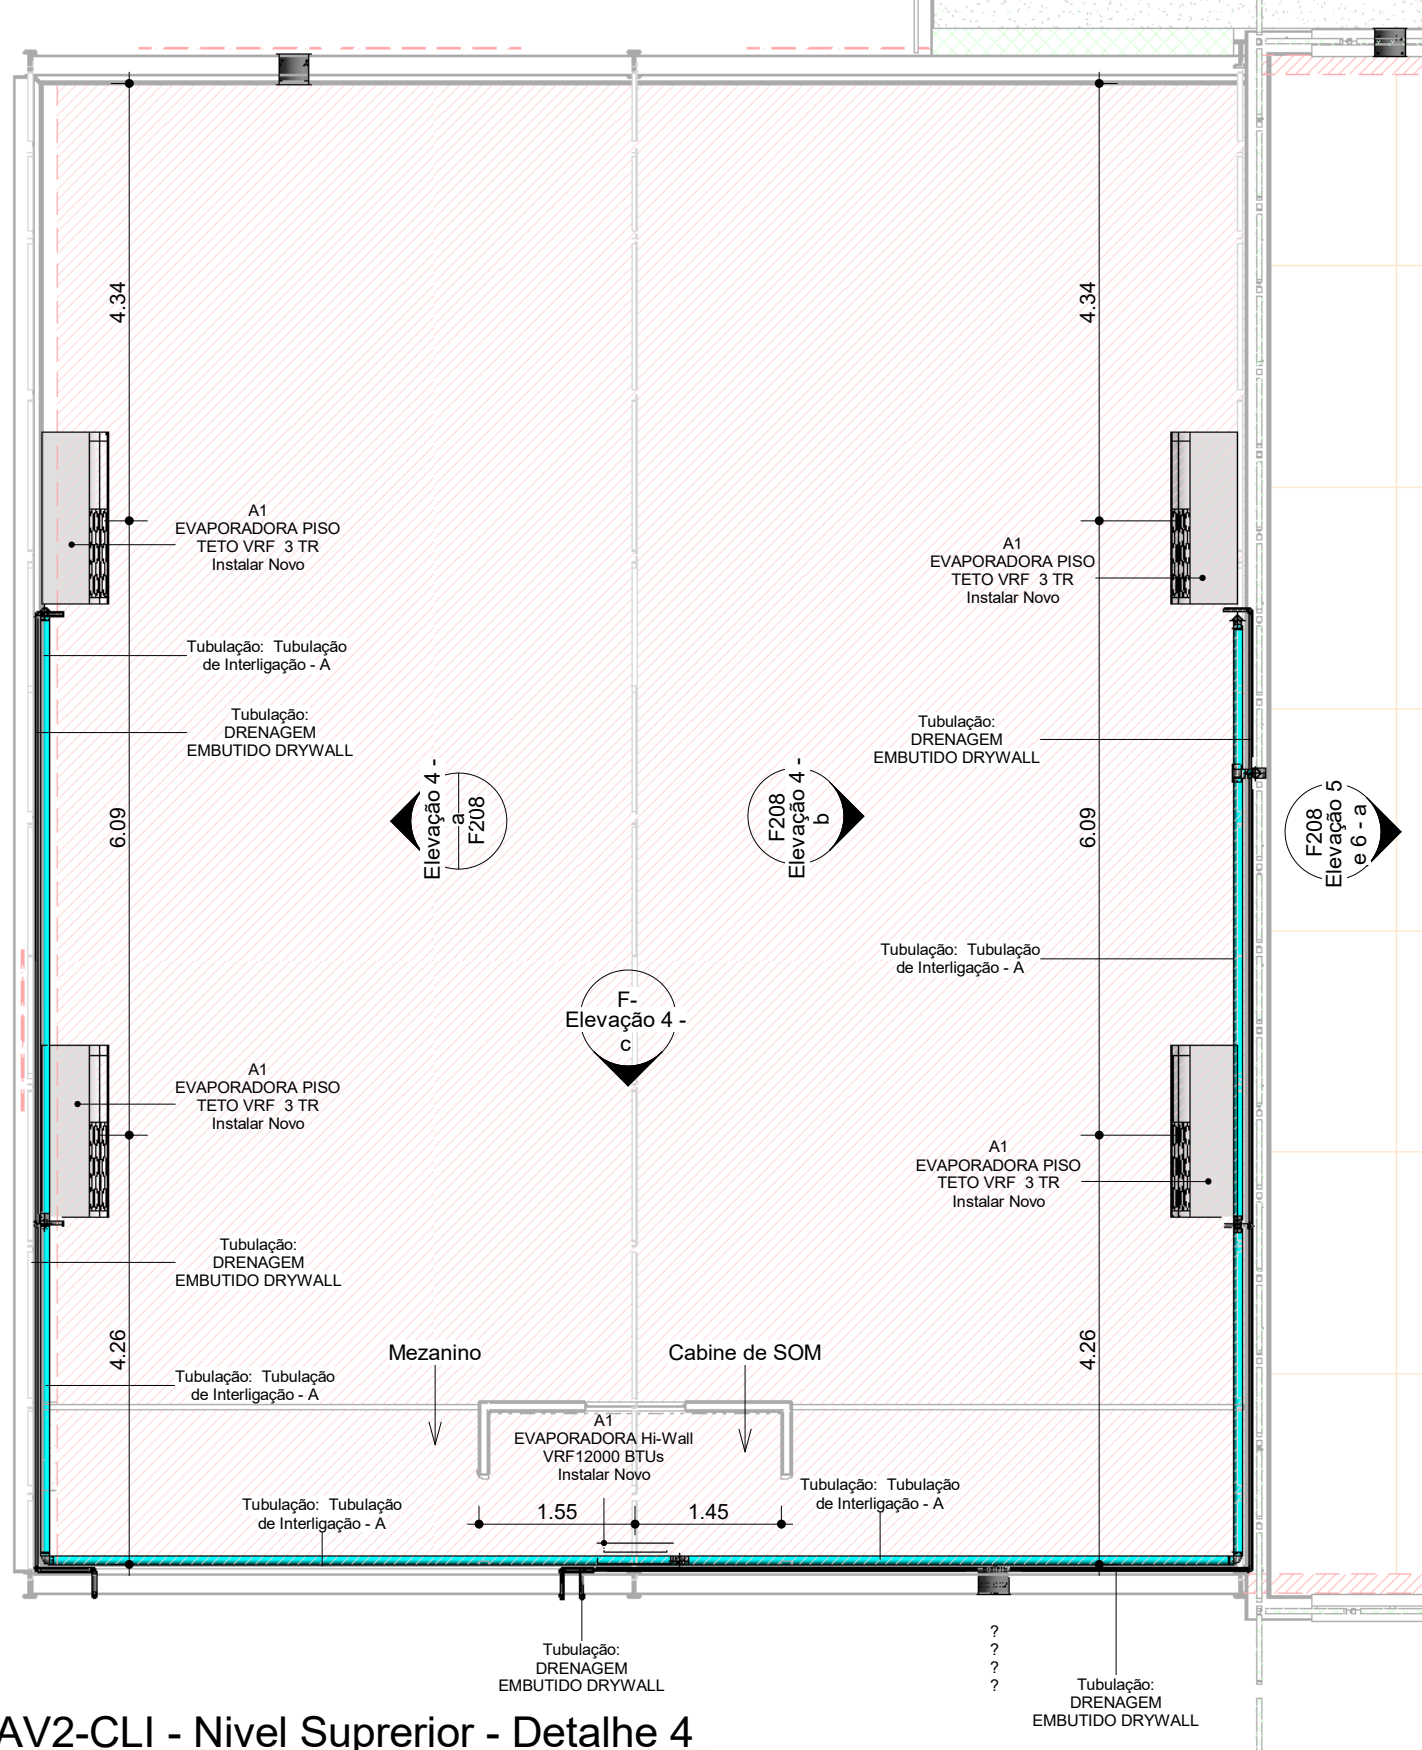 4.34
4.34
A1
EVAPORADORA PISO
TETO VRF  3 TR
Instalar Novo
A1
EVAPORADORA PISO
TETO VRF  3 TR
Instalar Novo
Tubulação:  Tubulação
de Interligação - A
Tubulação:
DRENAGEM
EMBUTIDO DRYWALL
Tubulação:
DRENAGEM
EMBUTIDO DRYWALL
6.09
Elevação 4 -
a
F208
F208
Elevação 4 -
b
6.09
F208
Elevação 5
e 6 - a
Tubulação:  Tubulação
de Interligação - A
F-
Elevação 4 -
c
A1
EVAPORADORA PISO
TETO VRF  3 TR
Instalar Novo
A1
EVAPORADORA PISO
TETO VRF  3 TR
Instalar Novo
Tubulação:
DRENAGEM
EMBUTIDO DRYWALL
4.26
4.26
Mezanino
Cabine de SOM
Tubulação:  Tubulação
de Interligação - A
A1
EVAPORADORA Hi-Wall
VRF12000 BTUs
Instalar Novo
Tubulação:  Tubulação
de Interligação - A
Tubulação:  Tubulação
de Interligação - A
1.55
1.45
Tubulação:
DRENAGEM
EMBUTIDO DRYWALL
?
?
?
?
Tubulação:
DRENAGEM
EMBUTIDO DRYWALL
AV2-CLI - Nivel Suprerior - Detalhe 4